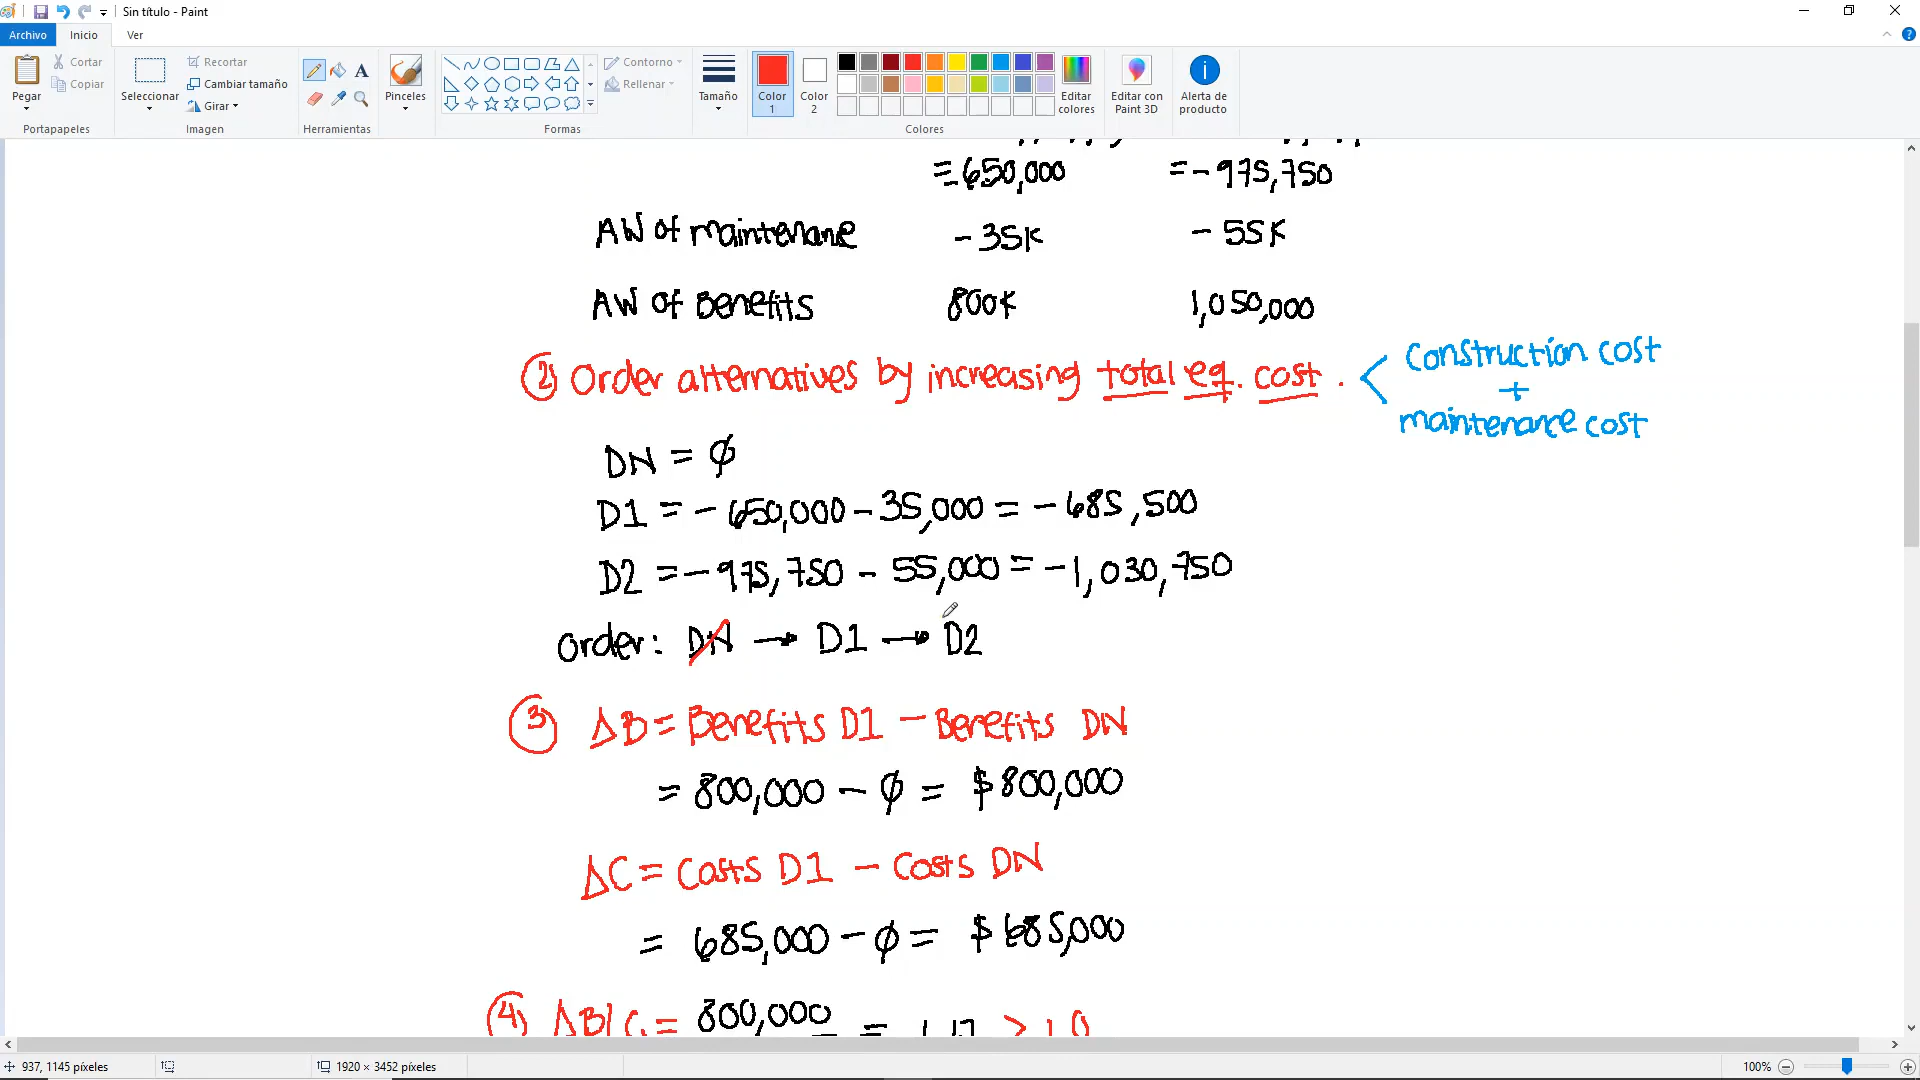 Sin título - Paint
Archivo Inicio Ver
Pegar Cortar Copiar Seleccionar Recortar Cambiar tamaño Girar Pinceles Contorno Rellenar Tamaño Color 1 Color 2 Editar colores Editar con Paint 3D Alerta de producto
Portapapeles Imagen Herramientas Formas Colores
=-650,000 =-975,750
AW of maintenance -35K -55K
AW of Benefits 800K 1,050,000
② Order alternatives by increasing total eq. cost. < construction cost
+
maintenance cost
DN = ∅
D1 = -650,000 - 35,000 = -685,500
D2 = -975,750 - 55,000 = -1,030,750
order: DN → D1 → D2
③ ΔB = Benefits D1 - Benefits DN
= 800,000 - ∅ = $800,000
ΔC = Costs D1 - Costs DN
= 685,000 - ∅ = $685,000
④ ΔB/C = 800,000 = 1.17 > 1.0
937, 1145 píxeles 1920 × 3452 píxeles 100%